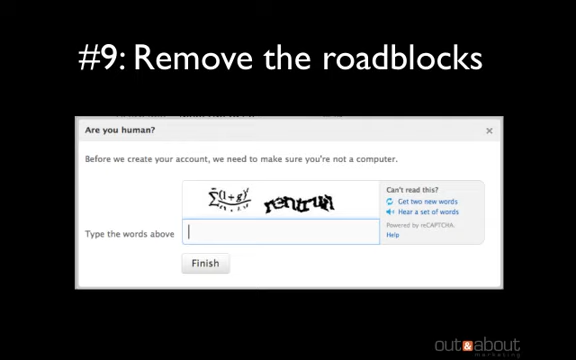 #9: Remove the roadblocks
Are you human?
Before we create your account, we need to make sure you're not a computer.
Can't read this?
Get two new words
Hear a set of words
Powered by reCAPTCHA.
Help
Type the words above
Finish
out&about
marketing